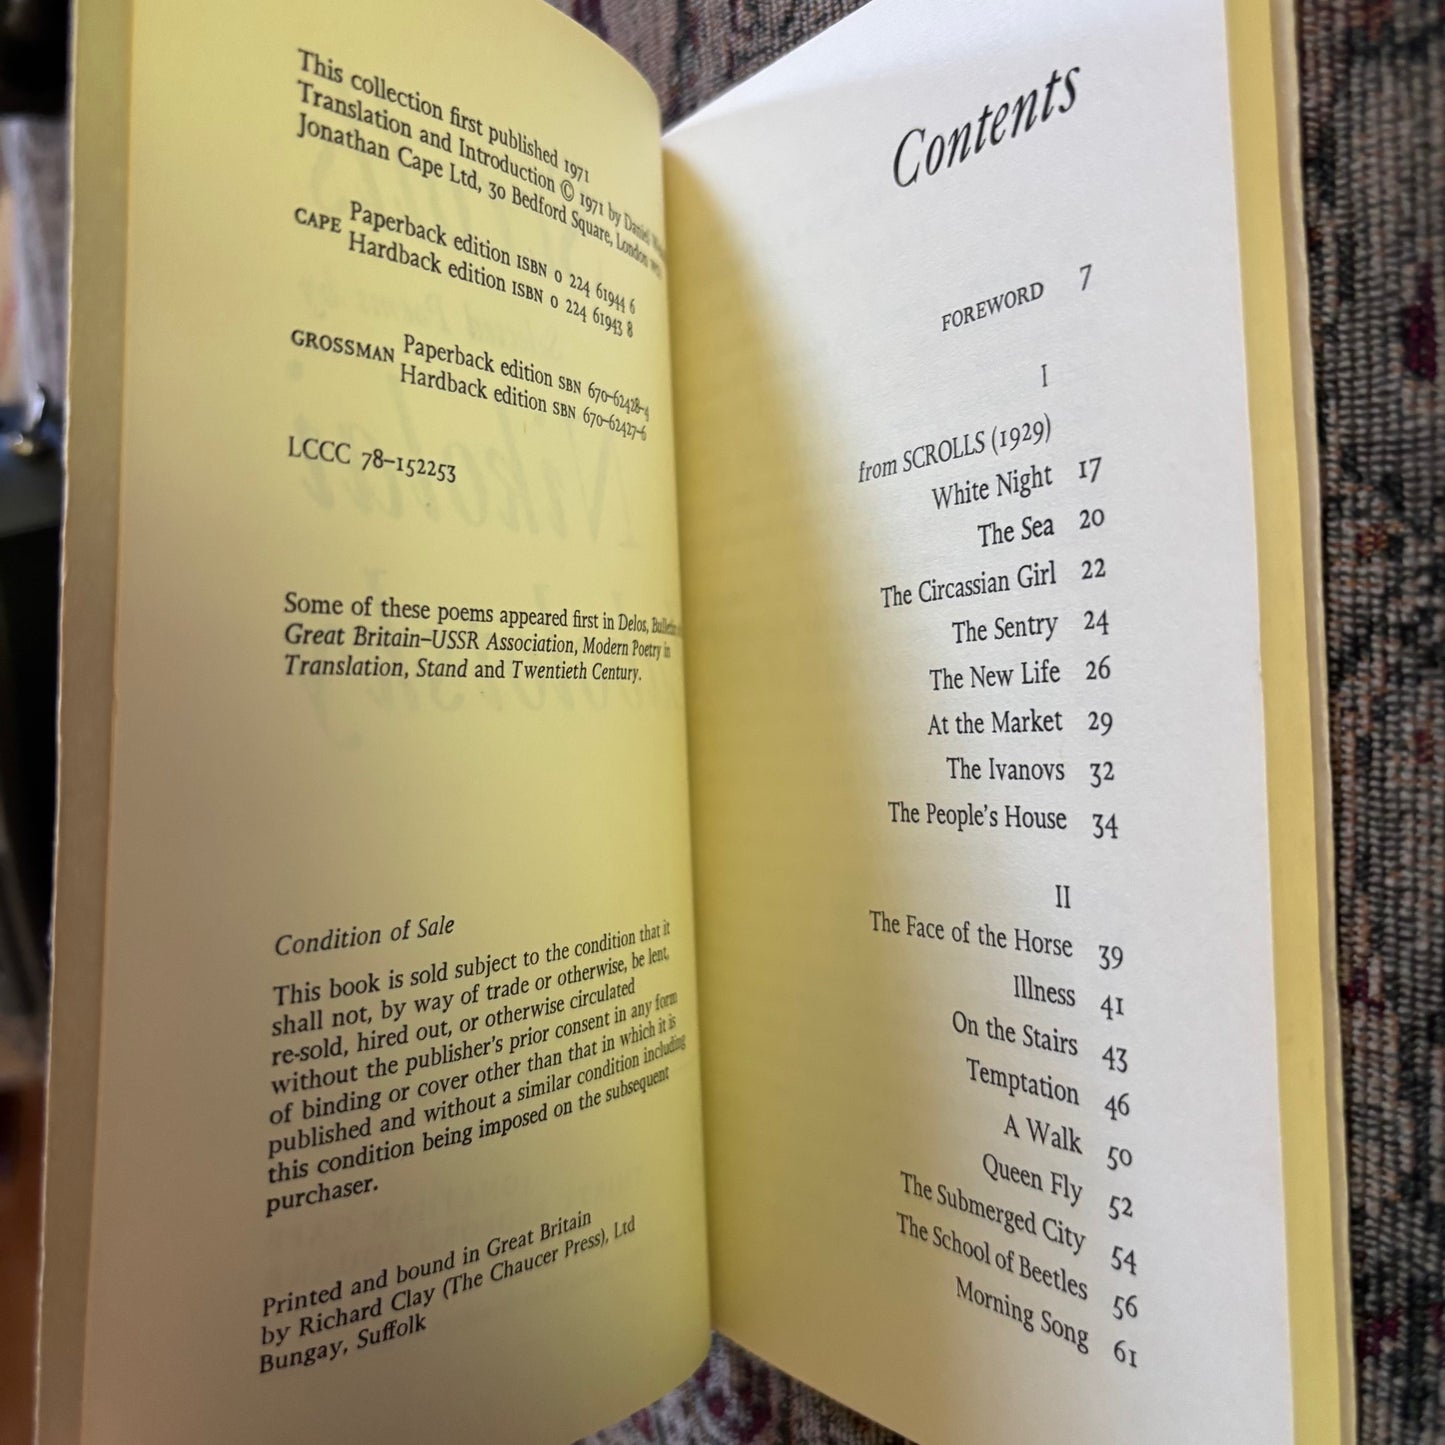 This collection first published 1971
Translation and Introduction © 1971 by Daniel
Jonathan Cape Ltd, 30 Bedford Square, London WC1
CAPE Paperback edition ISBN 0 224 61944 6
Hardback edition ISBN 0 224 61943 8
GROSSMAN Paperback edition SBN 670-62428-4
Hardback edition SBN 670-62427-6
LCCC 78-152253
Some of these poems appeared first in Delos, Bulletin
Great Britain–USSR Association, Modern Poetry in
Translation, Stand and Twentieth Century.
Condition of Sale
This book is sold subject to the condition that it
shall not, by way of trade or otherwise, be lent,
re-sold, hired out, or otherwise circulated
without the publisher's prior consent in any form
of binding or cover other than that in which it is
published and without a similar condition including
this condition being imposed on the subsequent
purchaser.
Printed and bound in Great Britain
by Richard Clay (The Chaucer Press), Ltd
Bungay, Suffolk
Contents
FOREWORD 7
I
from SCROLLS (1929)
White Night 17
The Sea 20
The Circassian Girl 22
The Sentry 24
The New Life 26
At the Market 29
The Ivanovs 32
The People's House 34
II
The Face of the Horse 39
Illness 41
On the Stairs 43
Temptation 46
A Walk 50
Queen Fly 52
The Submerged City 54
The School of Beetles 56
Morning Song 61